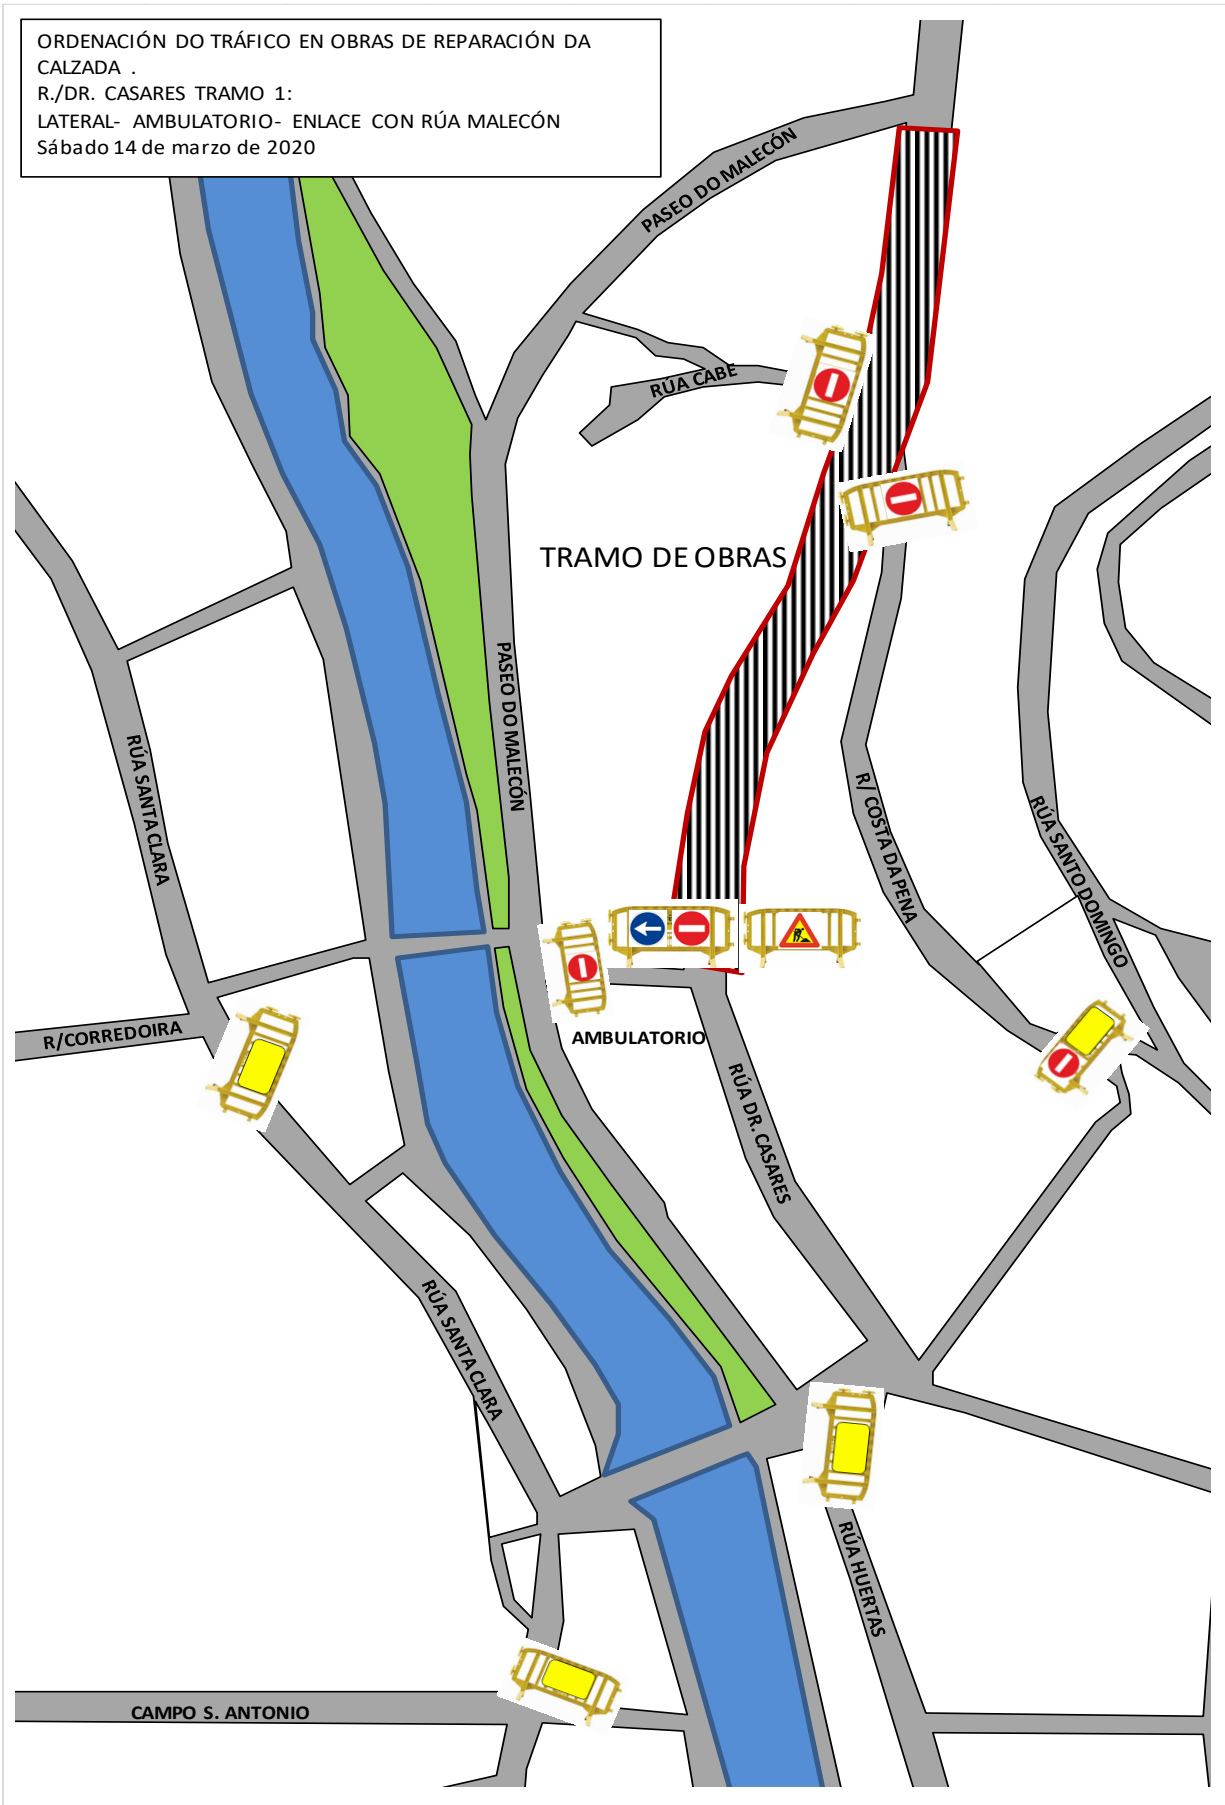 ORDENACIÓN DO TRÁFICO EN OBRAS DE REPARACIÓN DA
CALZADA .
R./DR. CASARES TRAMO 1:
LATERAL- AMBULATORIO- ENLACE CON RÚA MALECÓN
Sábado 14 de marzo de 2020
PASEO DO MALECÓN
RÚA CABE
TRAMO DE OBRAS
PASEO DO MALECÓN
RÚA SANTA CLARA
R/ COSTA DA PENA
RÚA SANTO DOMINGO
R/CORREDOIRA
AMBULATORIO
RÚA DR. CASARES
RÚA SANTA CLARA
RÚA HUERTAS
CAMPO S. ANTONIO